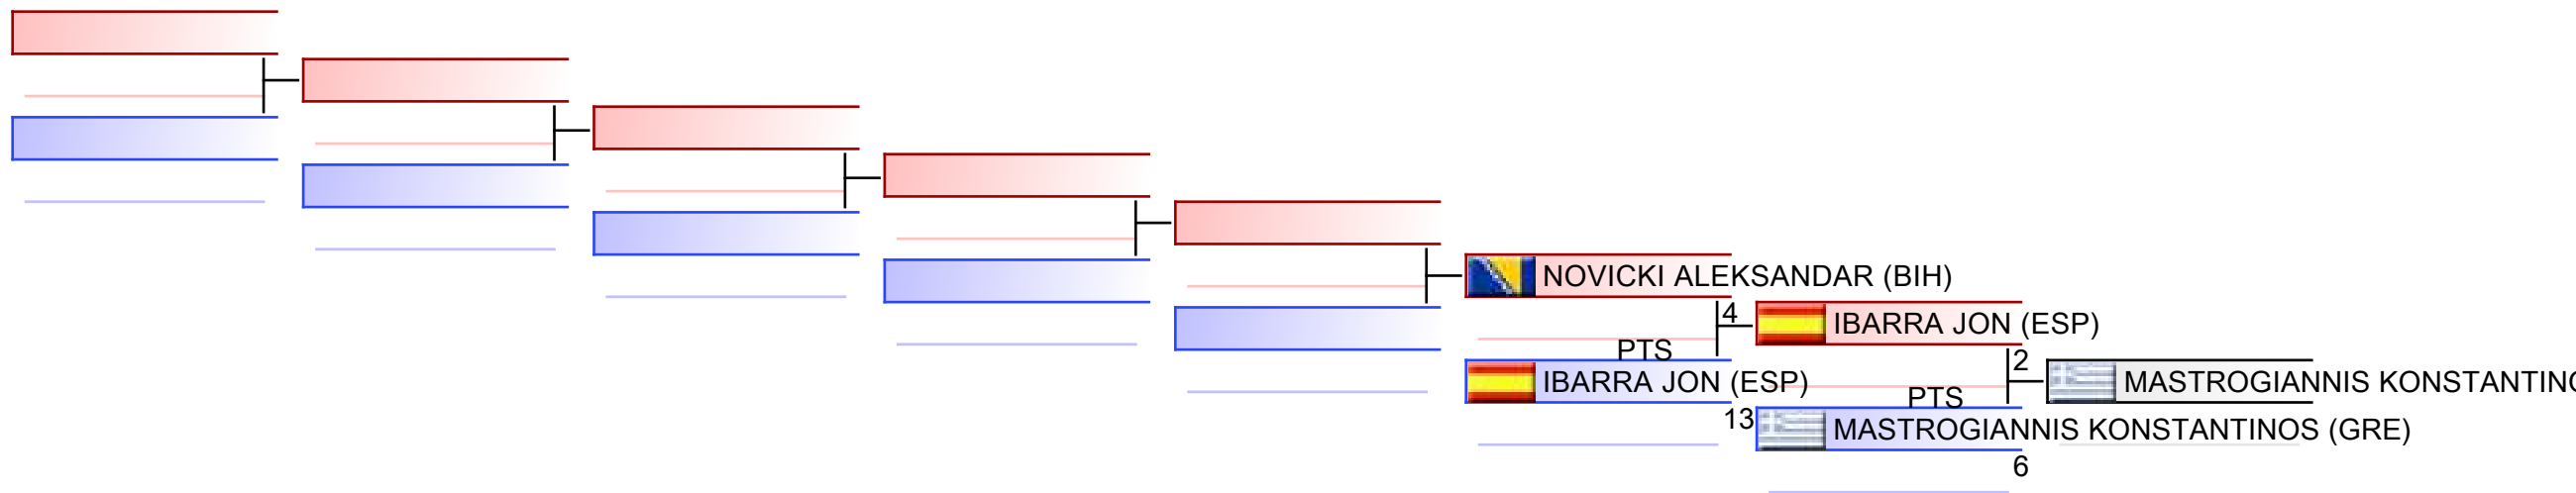 NOVICKI ALEKSANDAR (BIH)
4
PTS
IBARRA JON (ESP)
13
IBARRA JON (ESP)
2
PTS
MASTROGIANNIS KONSTANTINOS (GRE)
6
MASTROGIANNIS KONSTANTINO